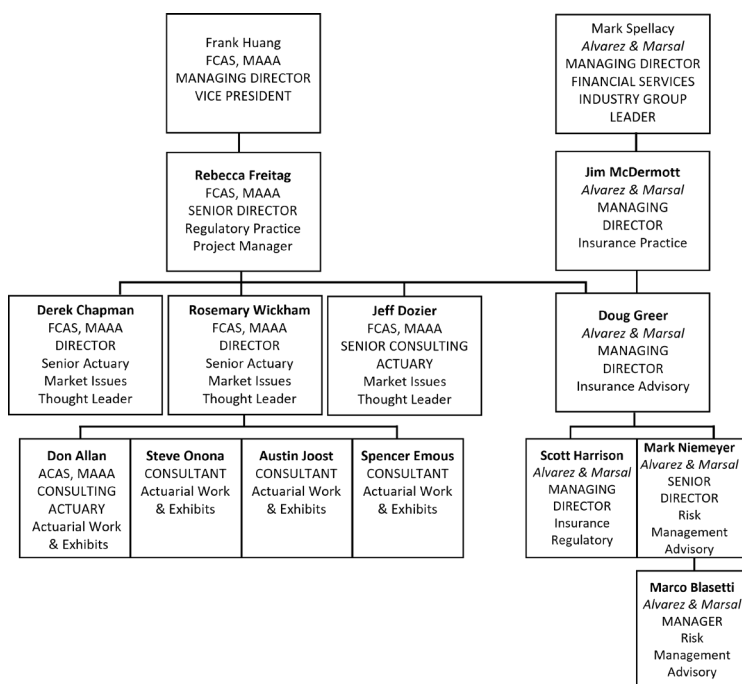 Frank Huang
FCAS, MAAA
MANAGING DIRECTOR
VICE PRESIDENT
Mark Spellacy
Alvarez & Marsal
MANAGING DIRECTOR
FINANCIAL SERVICES
INDUSTRY GROUP
LEADER
Rebecca Freitag
FCAS, MAAA
SENIOR DIRECTOR
Regulatory Practice
Project Manager
Jim McDermott
Alvarez & Marsal
MANAGING
DIRECTOR
Insurance Practice
Derek Chapman
FCAS, MAAA
DIRECTOR
Senior Actuary
Market Issues
Thought Leader
Rosemary Wickham
FCAS, MAAA
DIRECTOR
Senior Actuary
Market Issues
Thought Leader
Jeff Dozier
FCAS, MAAA
SENIOR CONSULTING
ACTUARY
Market Issues
Thought Leader
Doug Greer
Alvarez & Marsal
MANAGING
DIRECTOR
Insurance Advisory
Don Allan
ACAS, MAAA
CONSULTING
ACTUARY
Actuarial Work
& Exhibits
Steve Onona
CONSULTANT
Actuarial Work
& Exhibits
Austin Joost
CONSULTANT
Actuarial Work
& Exhibits
Spencer Emous
CONSULTANT
Actuarial Work
& Exhibits
Scott Harrison
Alvarez & Marsal
MANAGING
DIRECTOR
Insurance
Regulatory
Mark Niemeyer
Alvarez & Marsal
SENIOR
DIRECTOR
Risk
Management
Advisory
Marco Blasetti
Alvarez & Marsal
MANAGER
Risk
Management
Advisory